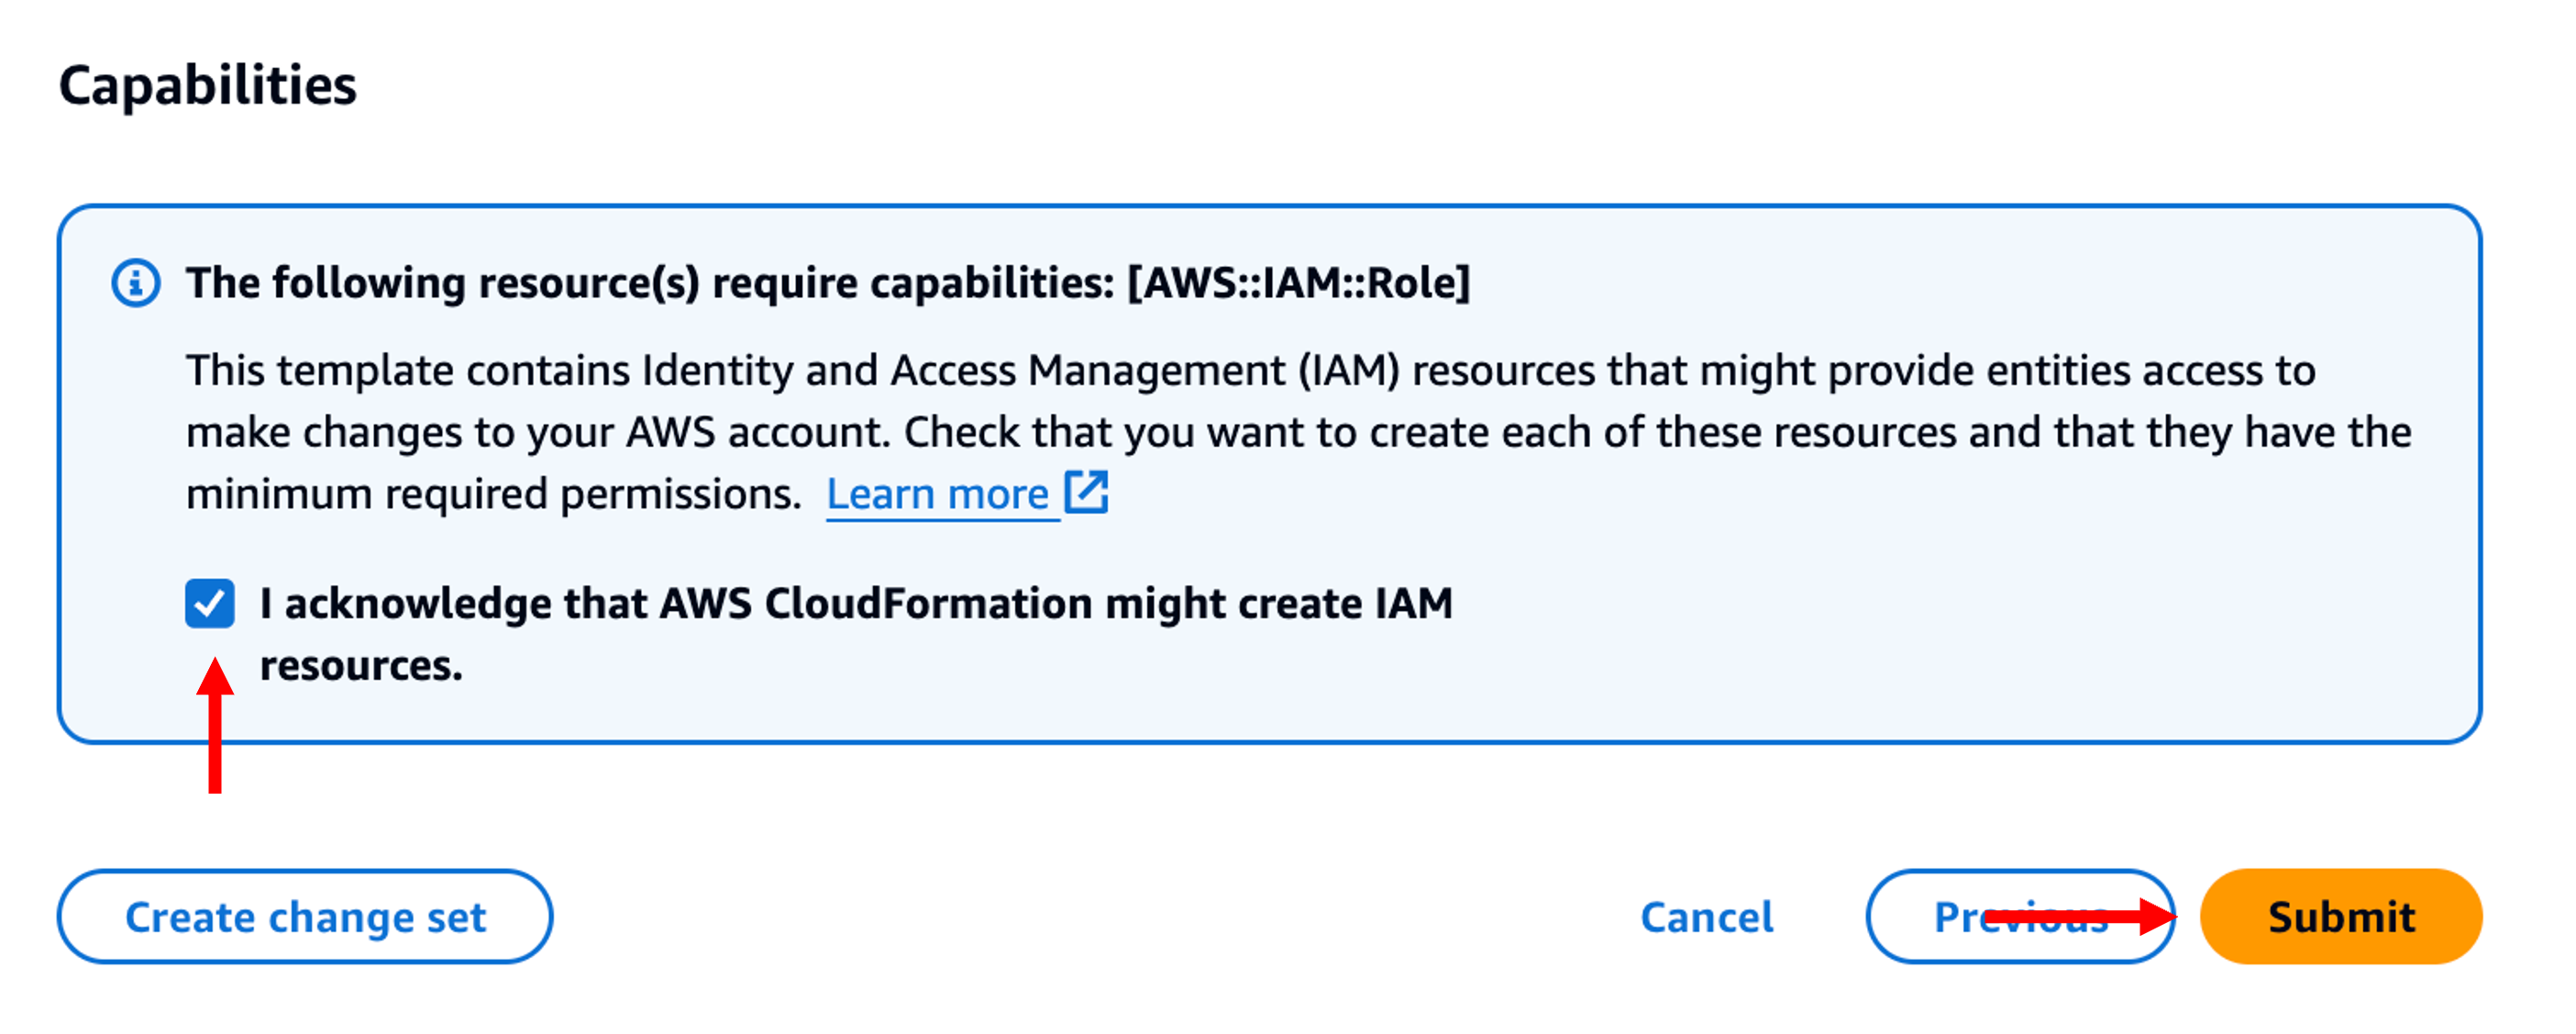 Capabilities
The following resource(s) require capabilities: [AWS::IAM::Role]
This template contains Identity and Access Management (IAM) resources that might provide entities access to
make changes to your AWS account. Check that you want to create each of these resources and that they have the
minimum required permissions. Learn more
I acknowledge that AWS CloudFormation might create IAM
resources.
Create change set
Cancel
Previous
Submit